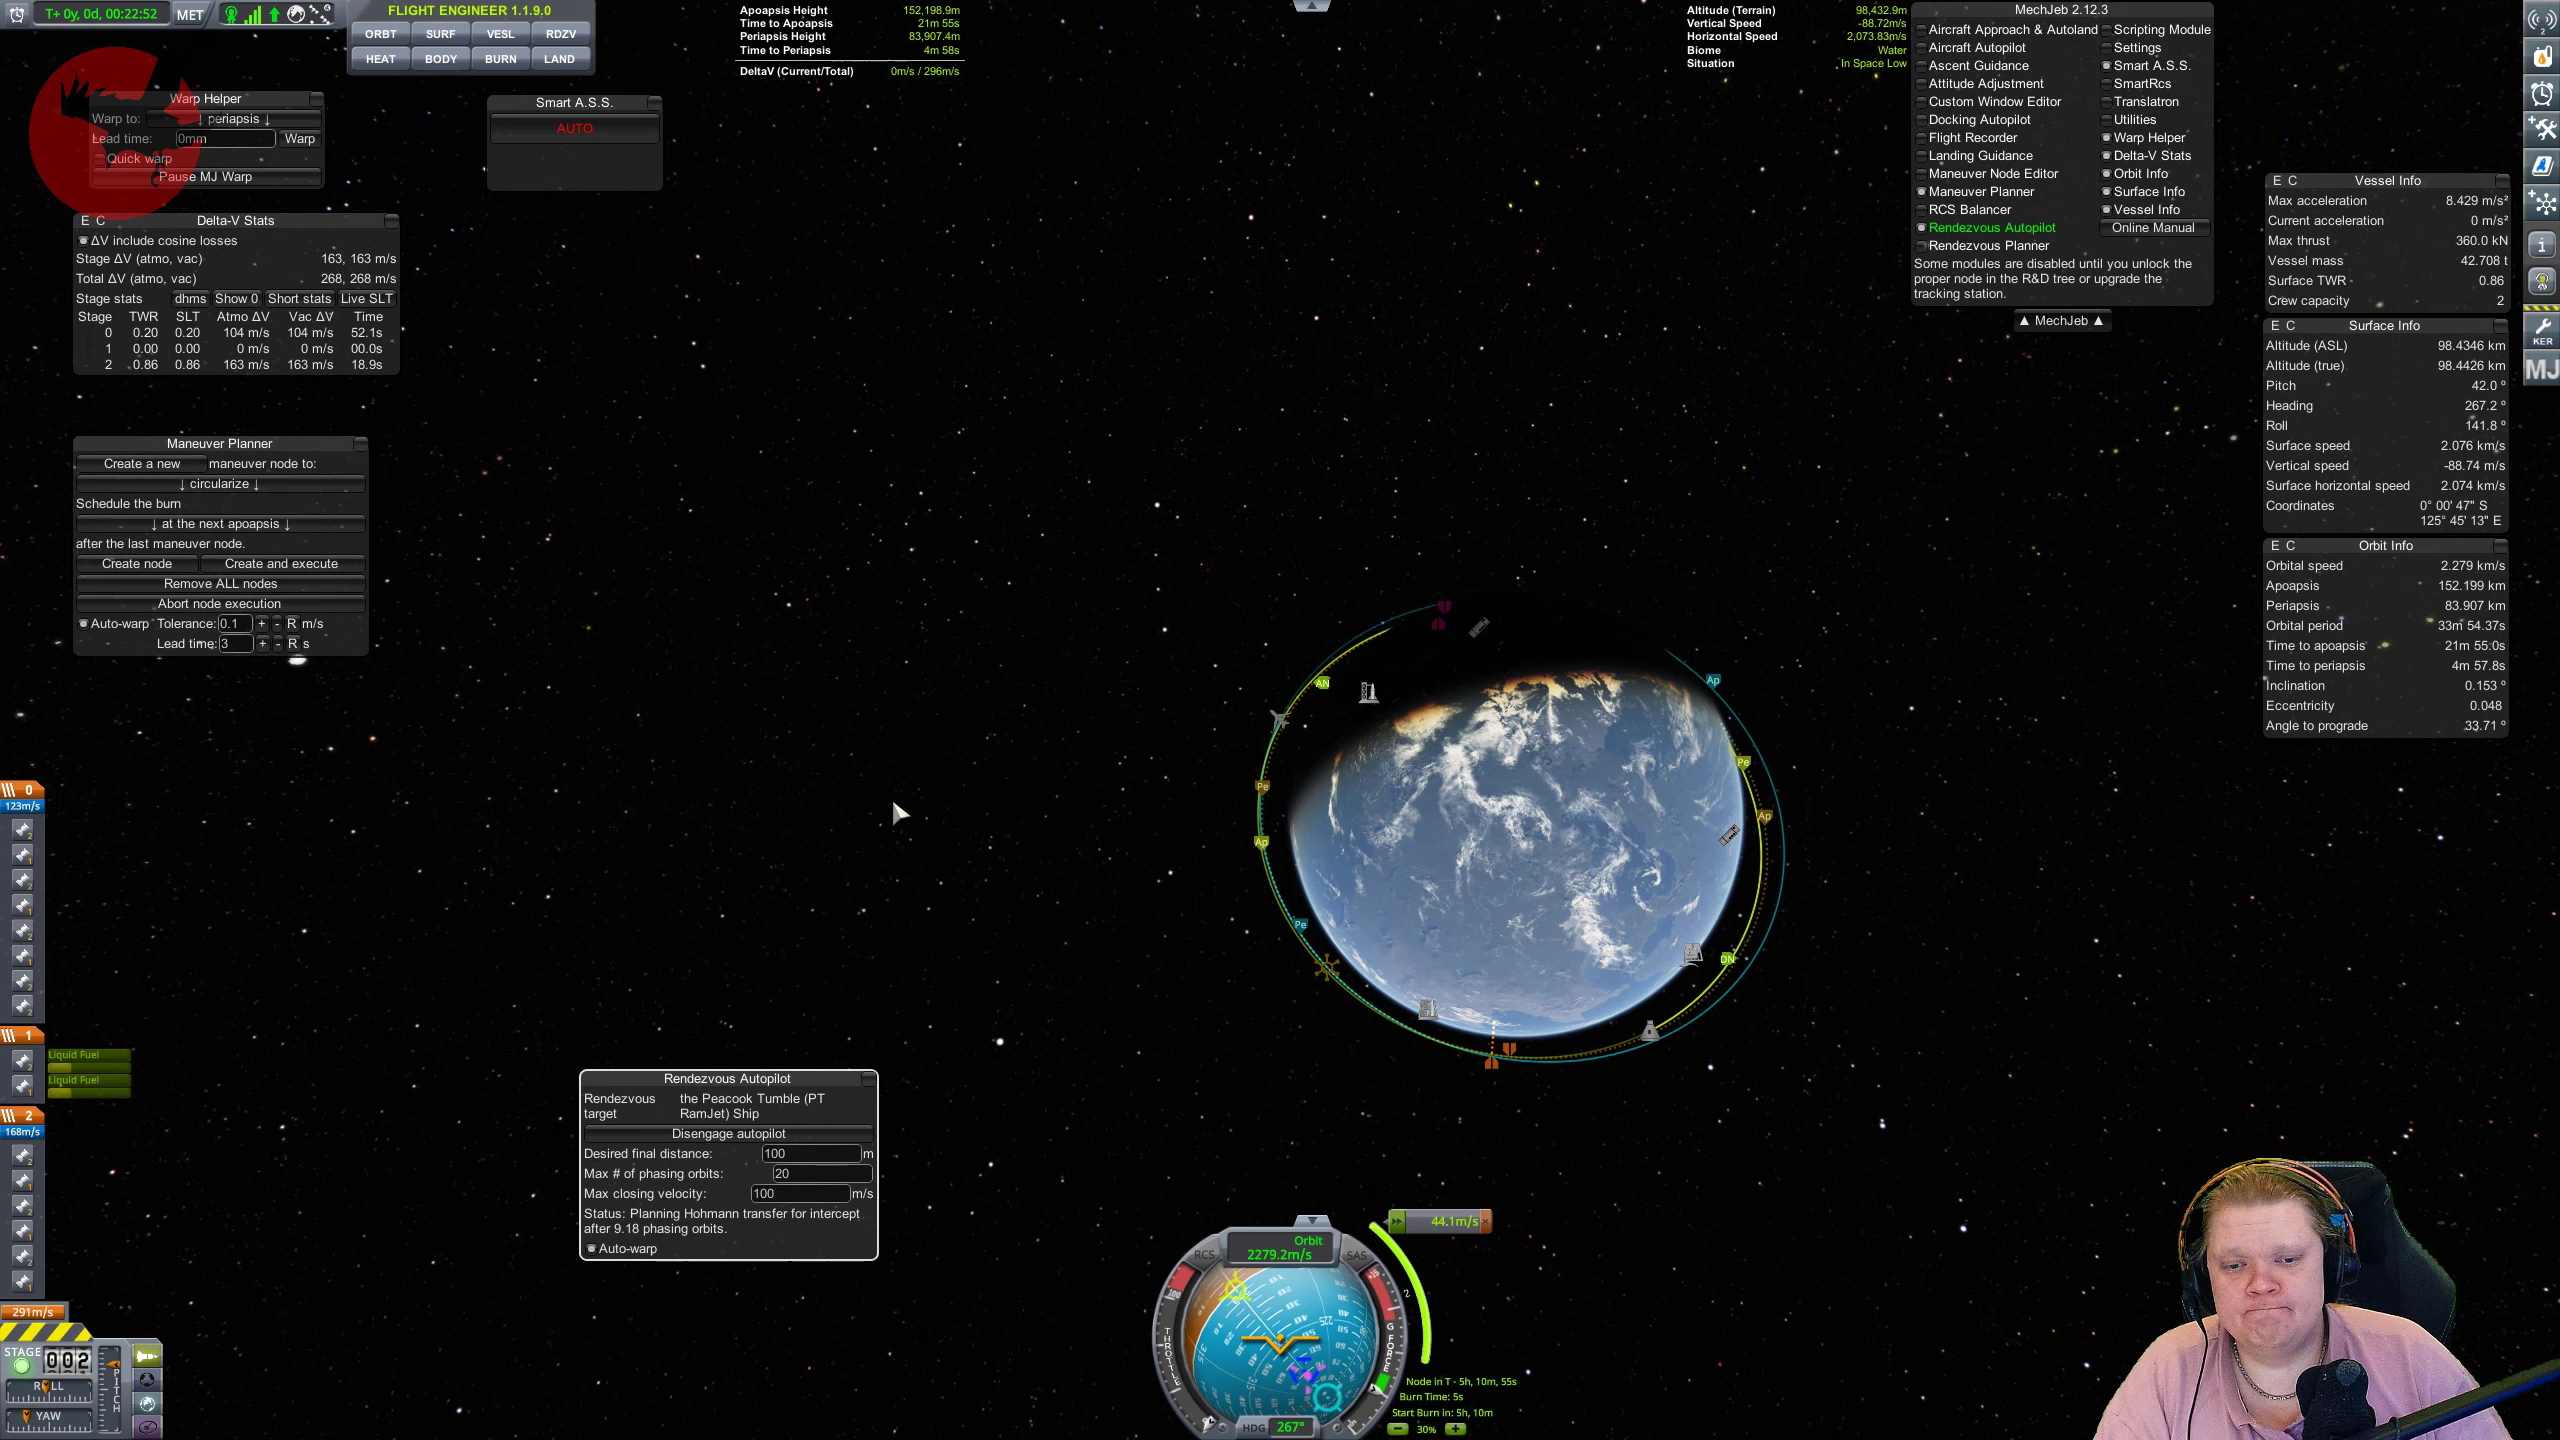 T+ 0y, 0d, 00:22:52
MET
FLIGHT ENGINEER 1.1.9.0
ORBT SURF VESL RDZV
HEAT BODY BURN LAND
Apoapsis Height 152,198.9m
Time to Apoapsis 21m 55s
Periapsis Height 83,907.4m
Time to Periapsis 4m 58s
DeltaV (Current/Total) 0m/s / 296m/s
Altitude (Terrain) 98,432.9m
Vertical Speed -88.72m/s
Horizontal Speed 2,073.83m/s
Biome Water
Situation In Space Low
MechJeb 2.12.3
Aircraft Approach & Autoland Scripting Module
Aircraft Autopilot Settings
Ascent Guidance Smart A.S.S.
Attitude Adjustment SmartRcs
Custom Window Editor Translatron
Docking Autopilot Utilities
Flight Recorder Warp Helper
Landing Guidance Delta-V Stats
Maneuver Node Editor Orbit Info
Maneuver Planner Surface Info
RCS Balancer Vessel Info
Rendezvous Autopilot Online Manual
Rendezvous Planner
Some modules are disabled until you unlock the
proper node in the R&D tree or upgrade the
tracking station.
▲ MechJeb ▲
Warp Helper
Warp to: ↓ periapsis ↓
Lead time: 0mm Warp
Quick warp
Pause MJ Warp
Smart A.S.S.
AUTO
E C Delta-V Stats
ΔV include cosine losses
Stage ΔV (atmo, vac) 163, 163 m/s
Total ΔV (atmo, vac) 268, 268 m/s
Stage stats dhms Show 0 Short stats Live SLT
Stage TWR SLT Atmo ΔV Vac ΔV Time
0 0.20 0.20 104 m/s 104 m/s 52.1s
1 0.00 0.00 0 m/s 0 m/s 00.0s
2 0.86 0.86 163 m/s 163 m/s 18.9s
Maneuver Planner
Create a new maneuver node to:
↓ circularize ↓
Schedule the burn
↓ at the next apoapsis ↓
after the last maneuver node.
Create node Create and execute
Remove ALL nodes
Abort node execution
Auto-warp Tolerance: 0.1 + - R m/s
Lead time: 3 + - R s
E C Vessel Info
Max acceleration 8.429 m/s²
Current acceleration 0 m/s²
Max thrust 360.0 kN
Vessel mass 42.708 t
Surface TWR 0.86
Crew capacity 2
E C Surface Info
Altitude (ASL) 98.4346 km
Altitude (true) 98.4426 km
Pitch 42.0 º
Heading 267.2 º
Roll 141.8 º
Surface speed 2.076 km/s
Vertical speed -88.74 m/s
Surface horizontal speed 2.074 km/s
Coordinates 0° 00' 47" S
125° 45' 13" E
E C Orbit Info
Orbital speed 2.279 km/s
Apoapsis 152.199 km
Periapsis 83.907 km
Orbital period 33m 54.37s
Time to apoapsis 21m 55.0s
Time to periapsis 4m 57.8s
Inclination 0.153 º
Eccentricity 0.048
Angle to prograde 33.71 º
KER
MJ
AN
Ap
Pe
Pe
Ap
Ap
Pe
DN
0
123m/s
1
Liquid Fuel
Liquid Fuel
2
168m/s
291m/s
STAGE 002
ROLL
YAW
PITCH
Rendezvous Autopilot
Rendezvous target the Peacook Tumble (PT RamJet) Ship
Disengage autopilot
Desired final distance: 100 m
Max # of phasing orbits: 20
Max closing velocity: 100 m/s
Status: Planning Hohmann transfer for intercept
after 9.18 phasing orbits.
Auto-warp
44.1m/s
RCS Orbit SAS
2279.2m/s
THROTTLE
G FORCE
HDG 267°
Node in T - 5h, 10m, 55s
Burn Time: 5s
Start Burn in: 5h, 10m
30%